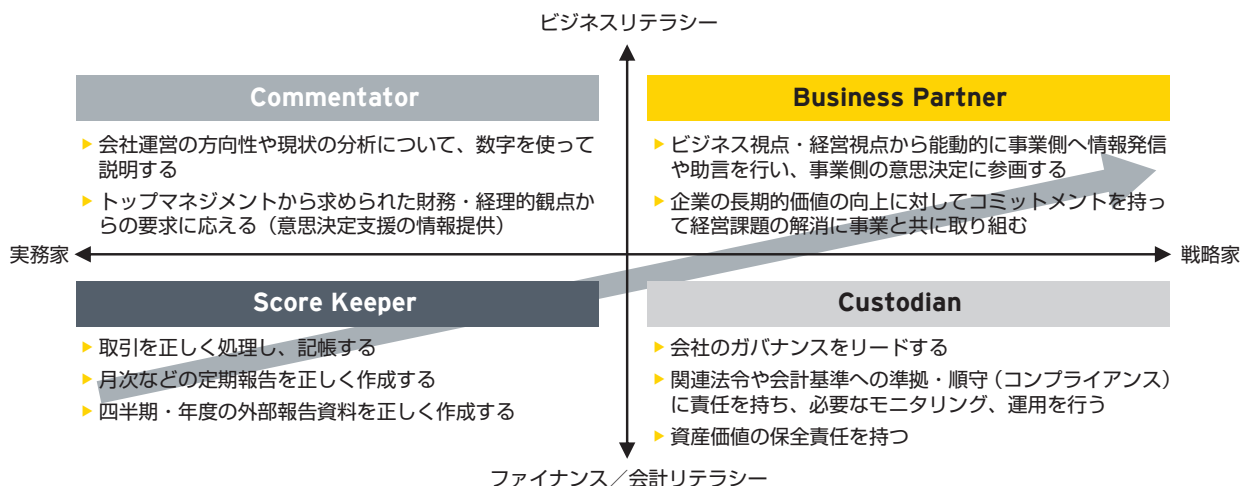 ビジネスリテラシー
Commentator
▶ 会社運営の方向性や現状の分析について、数字を使って
説明する
▶ トップマネジメントから求められた財務・経理的観点か
らの要求に応える（意思決定支援の情報提供）
Business Partner
▶ ビジネス視点・経営視点から能動的に事業側へ情報発信
や助言を行い、事業側の意思決定に参画する
▶ 企業の長期的価値の向上に対してコミットメントを持っ
て経営課題の解消に事業と共に取り組む
実務家
戦略家
Score Keeper
▶ 取引を正しく処理し、記帳する
▶ 月次などの定期報告を正しく作成する
▶ 四半期・年度の外部報告資料を正しく作成する
Custodian
▶ 会社のガバナンスをリードする
▶ 関連法令や会計基準への準拠・順守（コンプライアンス）
に責任を持ち、必要なモニタリング、運用を行う
▶ 資産価値の保全責任を持つ
ファイナンス／会計リテラシー